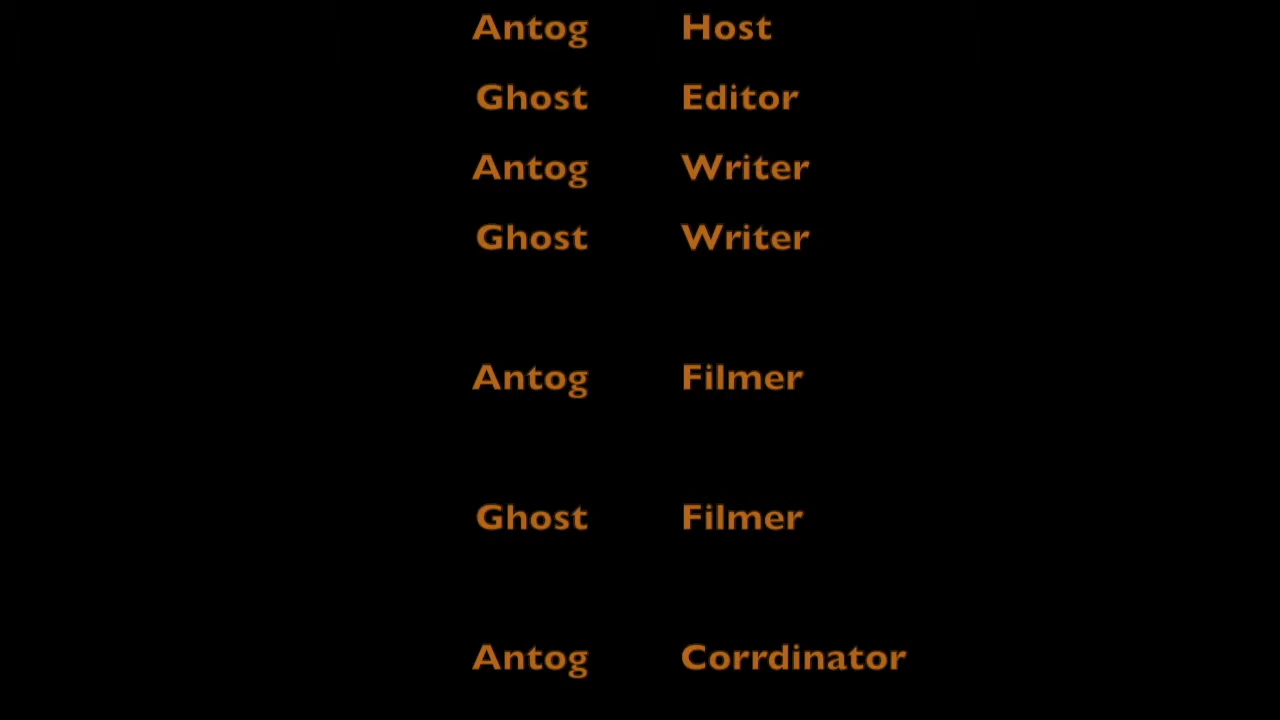 Antog Host
Ghost Editor
Antog Writer
Ghost Writer
Antog Filmer
Ghost Filmer
Antog Corrdinator